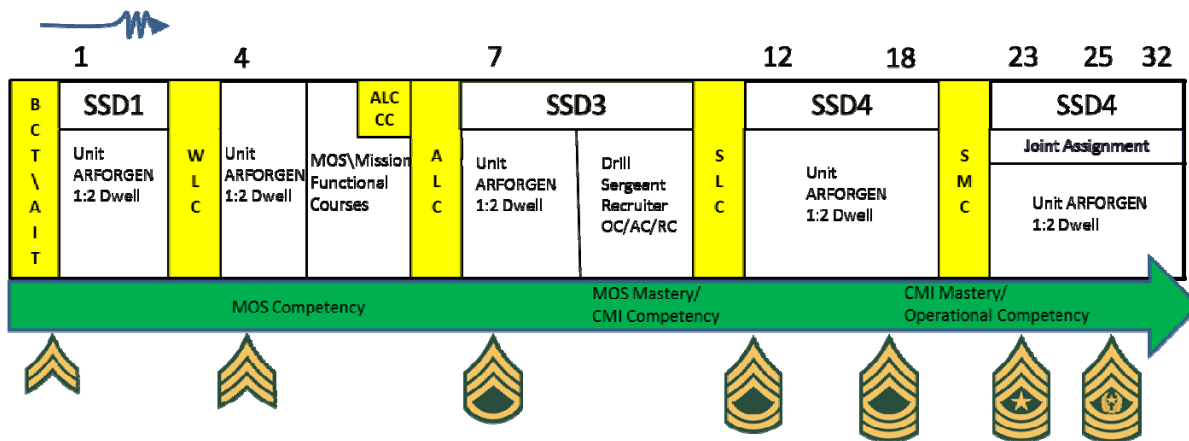 1 4 7 12 18 23 25 32
B
C
T
\
A
I
T
SSD1
Unit
ARFORGEN
1:2 Dwell
W
L
C
Unit
ARFORGEN
1:2 Dwell
MOS\Mission
Functional
Courses
ALC
CC
A
L
C
SSD3
Unit
ARFORGEN
1:2 Dwell
Drill
Sergeant
Recruiter
OC/AC/RC
S
L
C
SSD4
Unit
ARFORGEN
1:2 Dwell
S
M
C
SSD4
Joint Assignment
Unit ARFORGEN
1:2 Dwell
MOS Competency
MOS Mastery/
CMI Competency
CMI Mastery/
Operational Competency